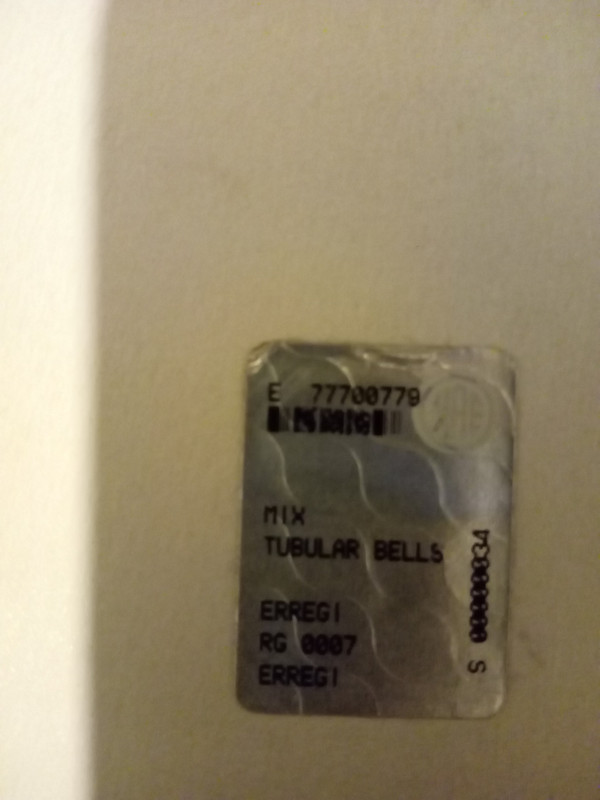 E 77700779
MIX
TUBULAR BELLS
ERREGI
RG 0007
ERREGI
S 00000034